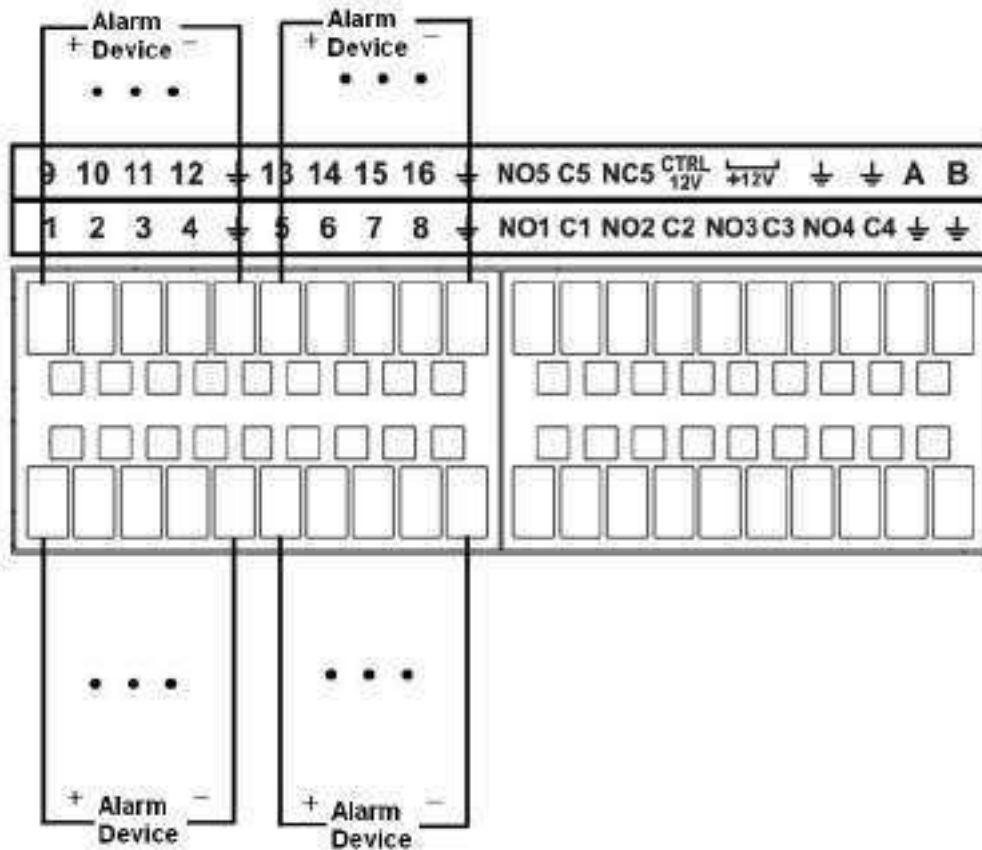 Alarm Device
+ −
Alarm Device
+ −
9 10 11 12 ⏚ 13 14 15 16 ⏚ NO5 C5 NC5 CTRL 12V +12V ⏚ ⏚ A B
1 2 3 4 ⏚ 5 6 7 8 ⏚ NO1 C1 NO2 C2 NO3 C3 NO4 C4 ⏚ ⏚
+ −
Alarm Device
+ −
Alarm Device